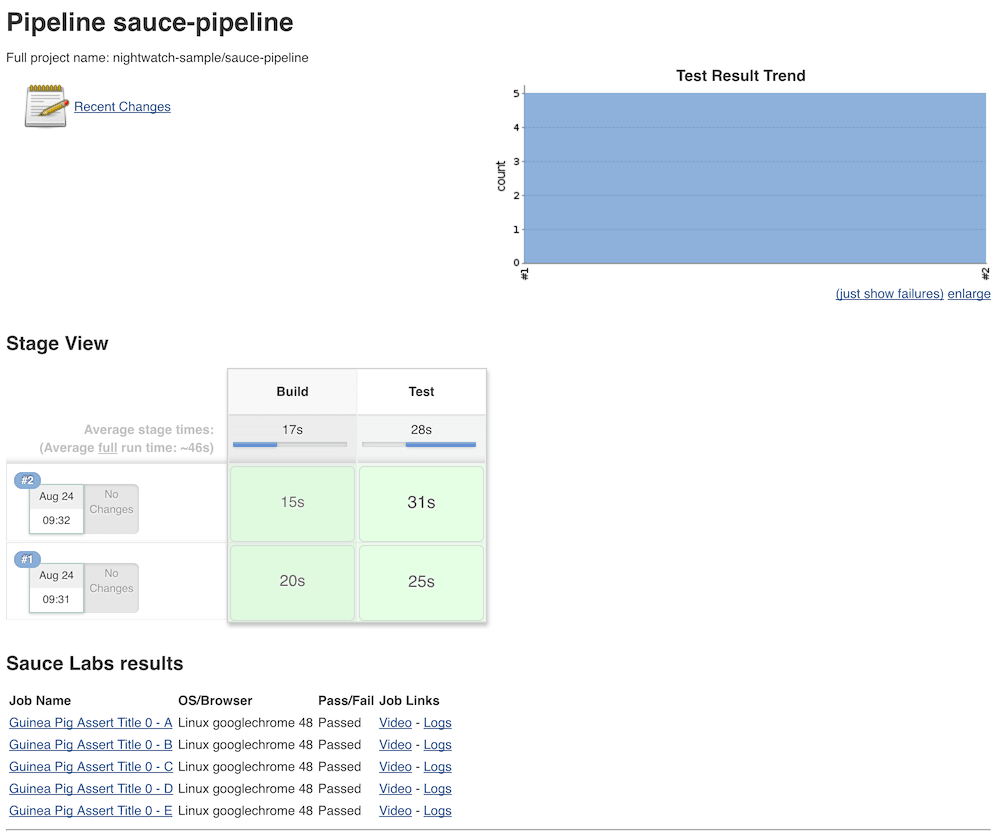 Pipeline sauce-pipeline
Full project name: nightwatch-sample/sauce-pipeline
Recent Changes
Test Result Trend
5
4
3
2
1
0
count
#1
#2
(just show failures) enlarge
Stage View
Build Test
Average stage times:
(Average full run time: ~46s)
17s 28s
#2
Aug 24
09:32
No
Changes
15s 31s
#1
Aug 24
09:31
No
Changes
20s 25s
Sauce Labs results
Job Name OS/Browser Pass/Fail Job Links
Guinea Pig Assert Title 0 - A Linux googlechrome 48 Passed Video - Logs
Guinea Pig Assert Title 0 - B Linux googlechrome 48 Passed Video - Logs
Guinea Pig Assert Title 0 - C Linux googlechrome 48 Passed Video - Logs
Guinea Pig Assert Title 0 - D Linux googlechrome 48 Passed Video - Logs
Guinea Pig Assert Title 0 - E Linux googlechrome 48 Passed Video - Logs